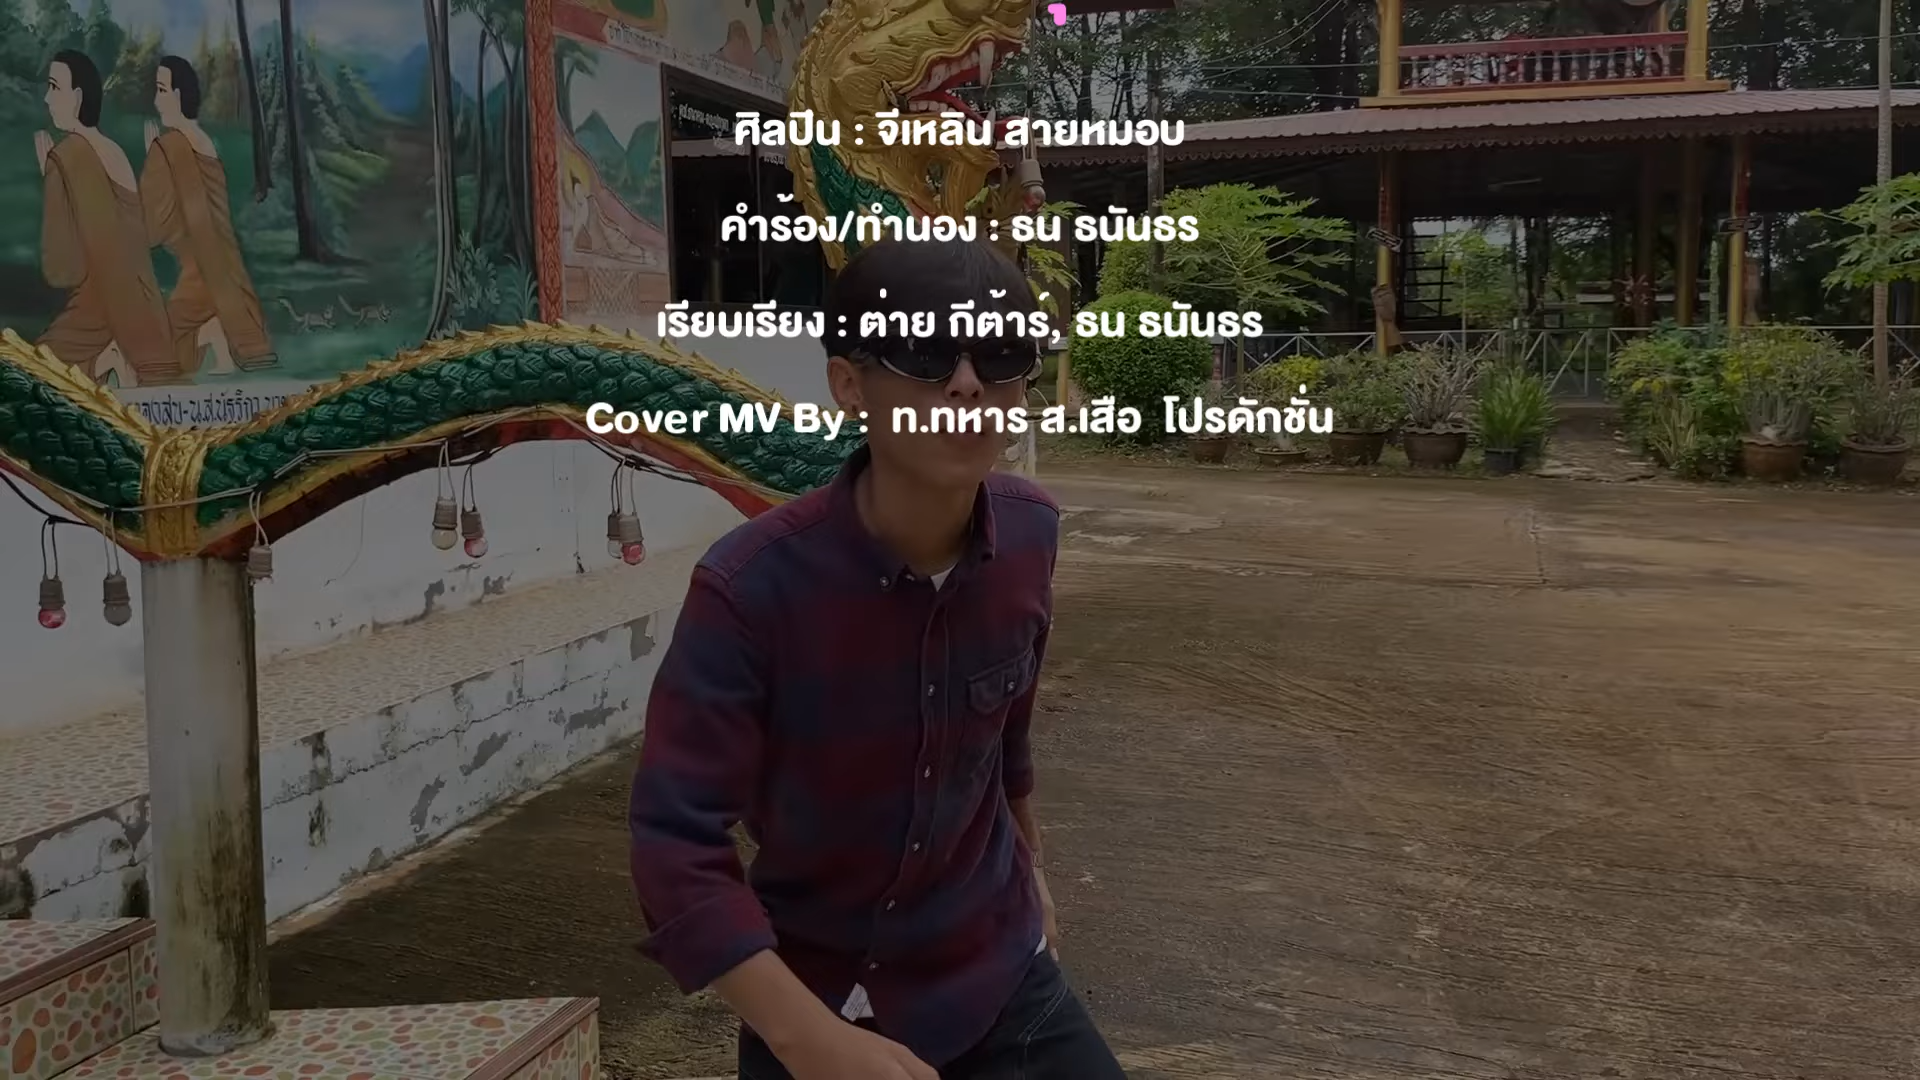 ศิลปิน : จีเหลิน สายหมอบ
คำร้อง/ทำนอง : ธน ธนันธร
เรียบเรียง : ต่าย กีต้าร์, ธน ธนันธร
Cover MV By : ท.ทหาร ส.เสือ โปรดักชั่น